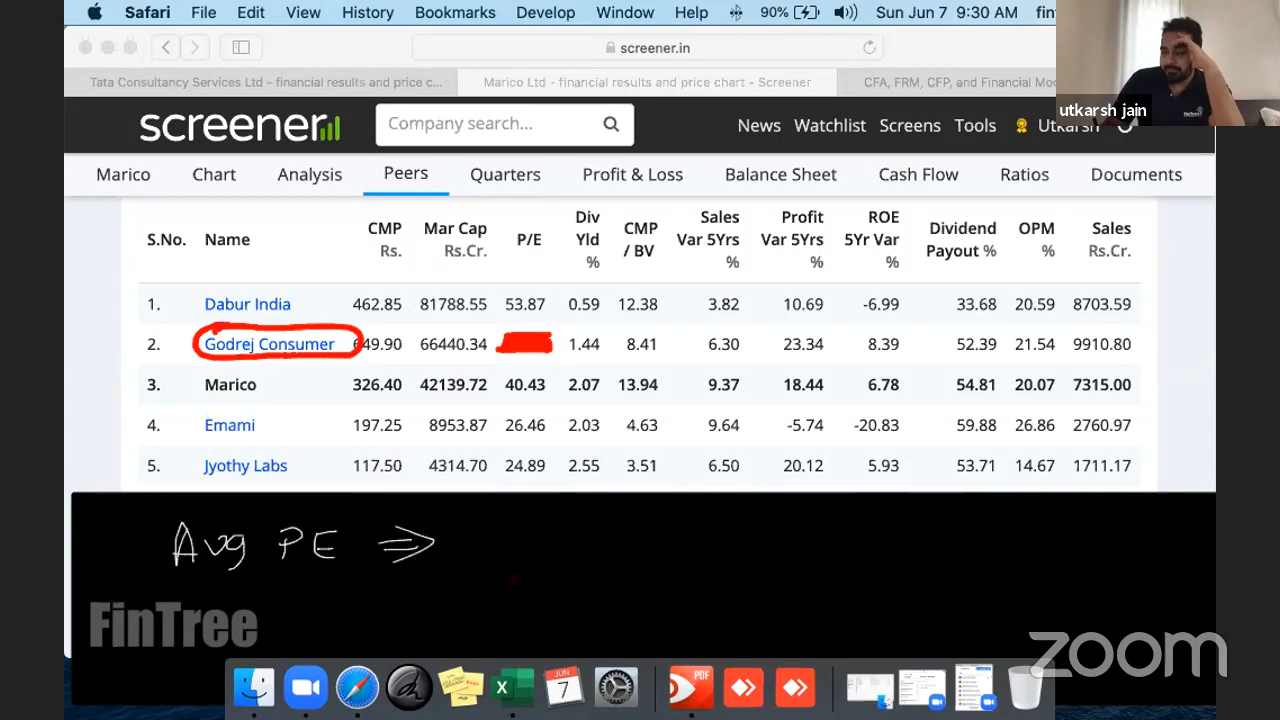 Safari File Edit View History Bookmarks Develop Window Help 90% Sun Jun 7 9:30 AM fin
screener.in
Tata Consultancy Services Ltd - financial results and price c... Marico Ltd - financial results and price chart - Screener CFA, FRM, CFP, and Financial Mo
utkarsh jain
screener Company search... News Watchlist Screens Tools Utkarsh
Marico Chart Analysis Peers Quarters Profit & Loss Balance Sheet Cash Flow Ratios Documents
S.No. Name CMP Rs. Mar Cap Rs.Cr. P/E Div Yld % CMP / BV Sales Var 5Yrs % Profit Var 5Yrs % ROE 5Yr Var % Dividend Payout % OPM % Sales Rs.Cr.
1. Dabur India 462.85 81788.55 53.87 0.59 12.38 3.82 10.69 -6.99 33.68 20.59 8703.59
2. Godrej Consumer 649.90 66440.34 1.44 8.41 6.30 23.34 8.39 52.39 21.54 9910.80
3. Marico 326.40 42139.72 40.43 2.07 13.94 9.37 18.44 6.78 54.81 20.07 7315.00
4. Emami 197.25 8953.87 26.46 2.03 4.63 9.64 -5.74 -20.83 59.88 26.86 2760.97
5. Jyothy Labs 117.50 4314.70 24.89 2.55 3.51 6.50 20.12 5.93 53.71 14.67 1711.17
Avg PE ⇒
FinTree
zoom
JUN
7
X
PDF